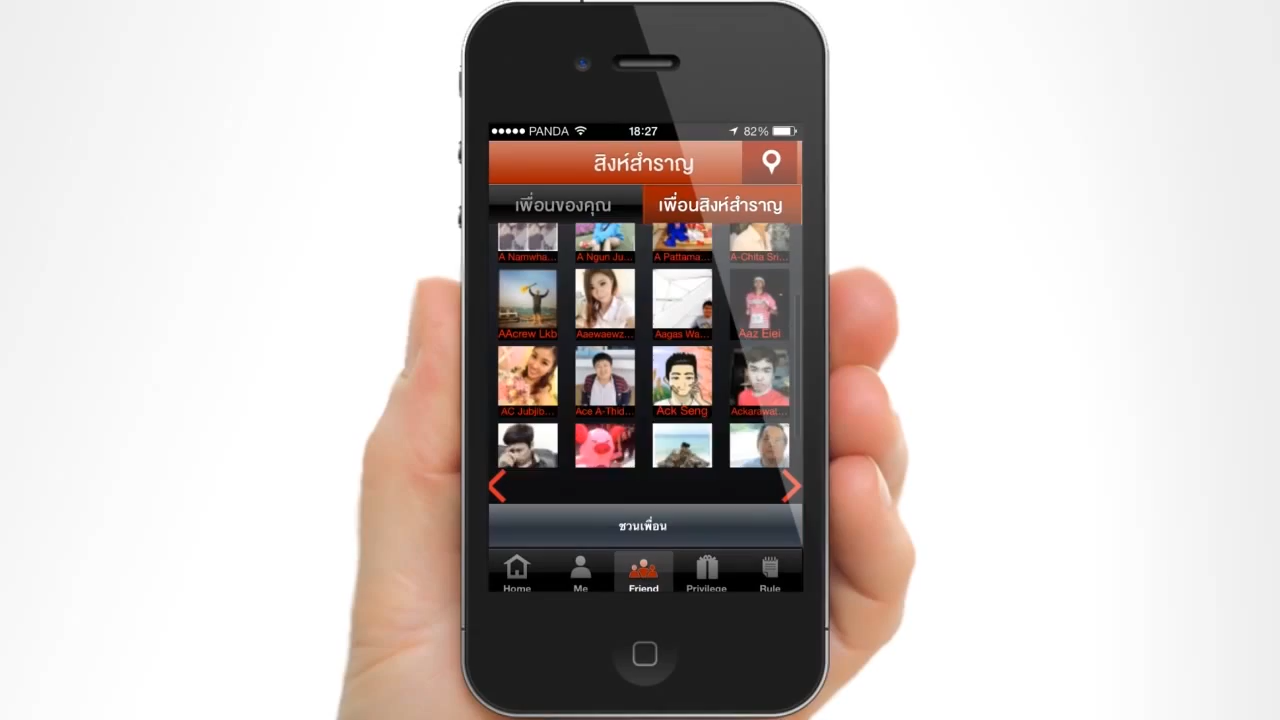 PANDA 18:27 82%
สิงห์สำราญ
เพื่อนของคุณ เพื่อนสิงห์สำราญ
A Namwha... A Ngun Ju... A Pattama... A-Chita Sri...
AAcrew Lkb Aaewaewz... Aagas Wa... Aaz Eiei
AC Jubjib... Ace A-Thid... Ack Seng Ackarawat...
ชวนเพื่อน
Home Me Friend Privilege Rule